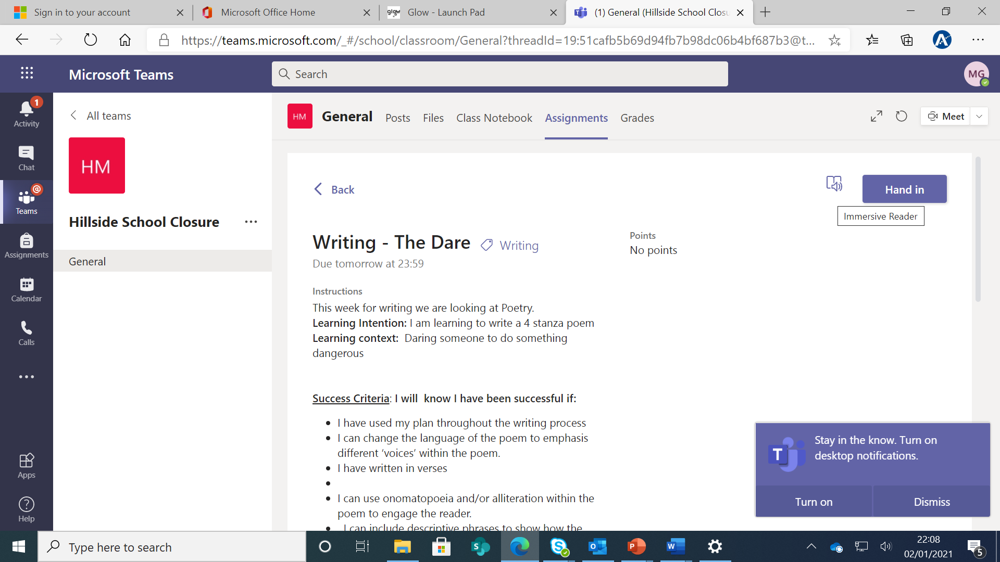 Sign in to your account
Microsoft Office Home
glow Glow - Launch Pad
(1) General (Hillside School Closu
https://teams.microsoft.com/_#/school/classroom/General?threadId=19:51cafb5b69d94fb7b98dc06b4bf687b3@t...
Microsoft Teams
Search
MG
1
Activity
Chat
@
Teams
Assignments
Calendar
Calls
Apps
Help
All teams
HM
Hillside School Closure
General
HM
General Posts Files Class Notebook Assignments Grades
Meet
Back
Hand in
Immersive Reader
Writing - The Dare Writing
Due tomorrow at 23:59
Points
No points
Instructions
This week for writing we are looking at Poetry.
Learning Intention: I am learning to write a 4 stanza poem
Learning context: Daring someone to do something
dangerous
Success Criteria: I will know I have been successful if:
I have used my plan throughout the writing process
I can change the language of the poem to emphasis
different ‘voices’ within the poem.
I have written in verses
I can use onomatopoeia and/or alliteration within the
poem to engage the reader.
I can include descriptive phrases to show how the
T
Stay in the know. Turn on
desktop notifications.
Turn on
Dismiss
Type here to search
S
S
O
P
W
22:08
02/01/2021
5